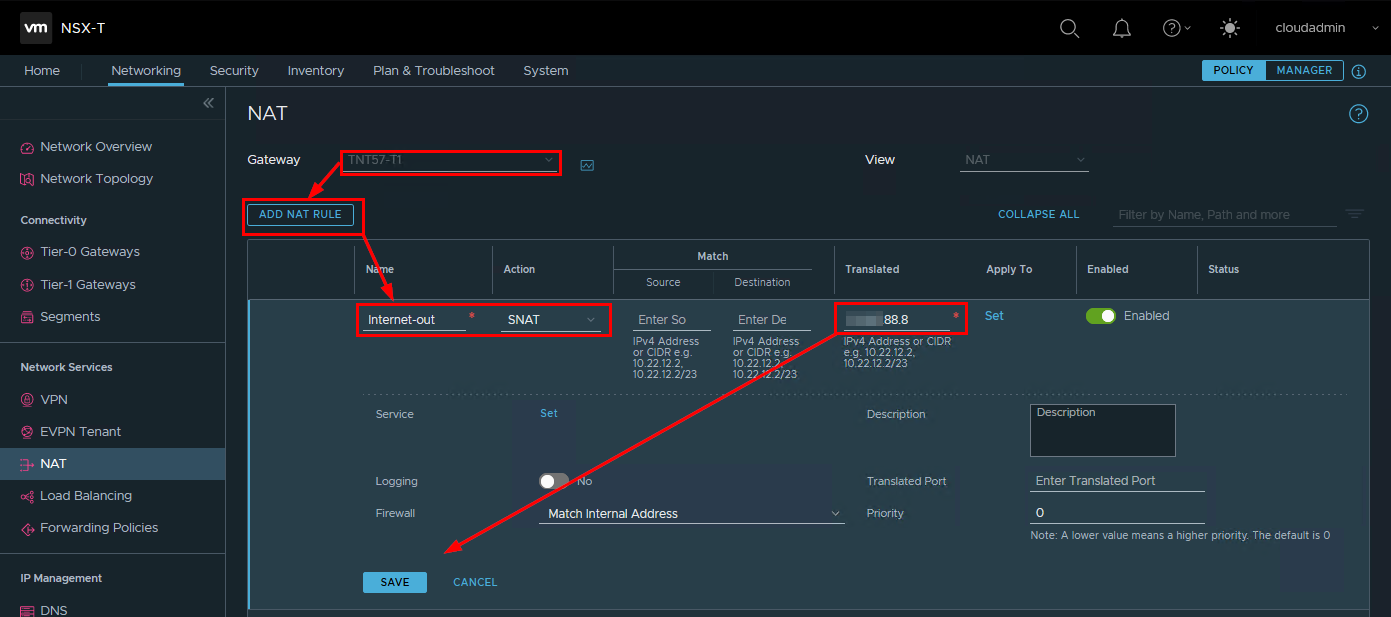 vm NSX-T cloudadmin
Home Networking Security Inventory Plan & Troubleshoot System POLICY MANAGER
NAT
Network Overview
Network Topology
Connectivity
Tier-0 Gateways
Tier-1 Gateways
Segments
Network Services
VPN
EVPN Tenant
NAT
Load Balancing
Forwarding Policies
IP Management
DNS
Gateway TNT57-T1 View NAT
ADD NAT RULE COLLAPSE ALL Filter by Name, Path and more
Match
Name Action Translated Apply To Enabled Status
Source Destination
Internet-out * SNAT Enter So Enter De 88.8 * Set Enabled
IPv4 Address IPv4 Address IPv4 Address or CIDR
or CIDR e.g. or CIDR e.g. e.g. 10.22.12.2,
10.22.12.2, 10.22.12.2, 10.22.12.2/23
10.22.12.2/23 10.22.12.2/23
Service Set Description Description
Logging No Translated Port Enter Translated Port
Firewall Match Internal Address Priority 0
Note: A lower value means a higher priority. The default is 0
SAVE CANCEL